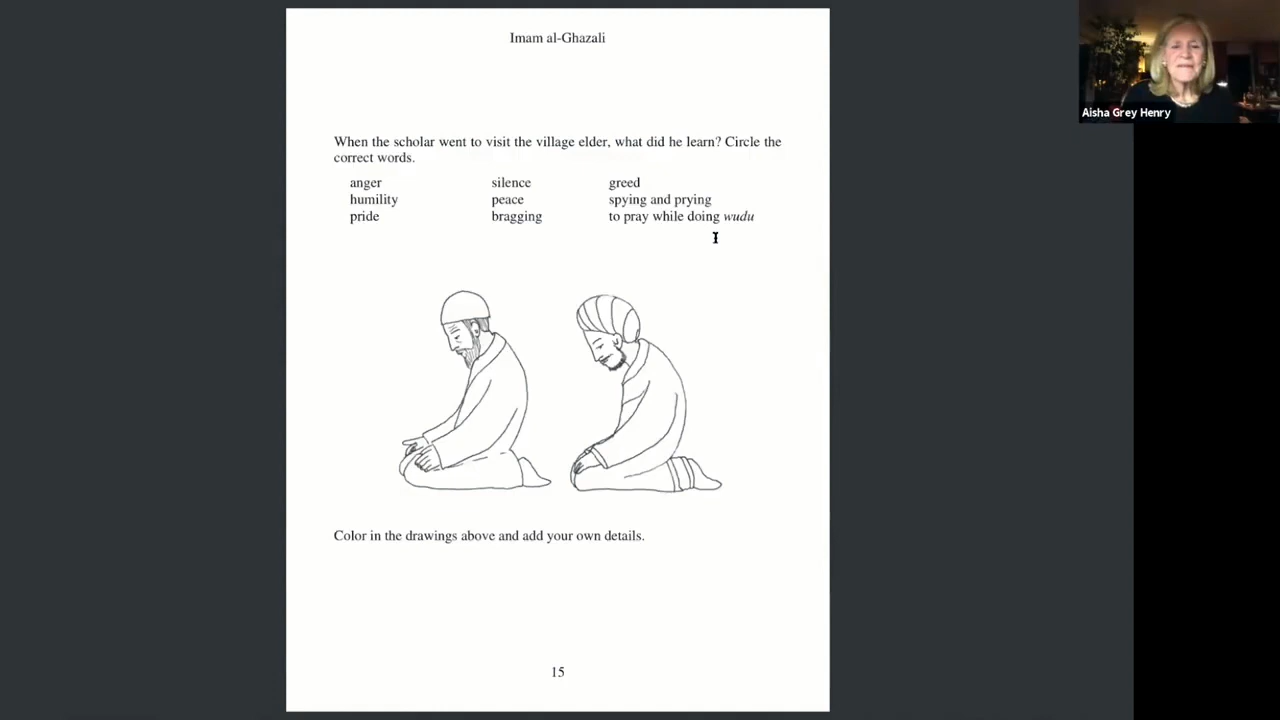 Imam al-Ghazali
Aisha Grey Henry
When the scholar went to visit the village elder, what did he learn? Circle the
correct words.
anger silence greed
humility peace spying and prying
pride bragging to pray while doing wudu
Color in the drawings above and add your own details.
15